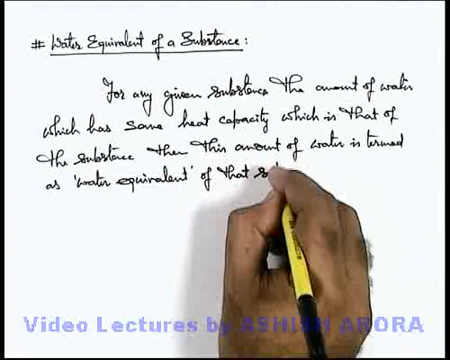 # Water Equivalent of a Substance :
For any given substance the amount of water
which has same heat capacity which is that of
the substance then this amount of water is termed
as 'water equivalent' of that
Video Lectures by ASHISH ARORA